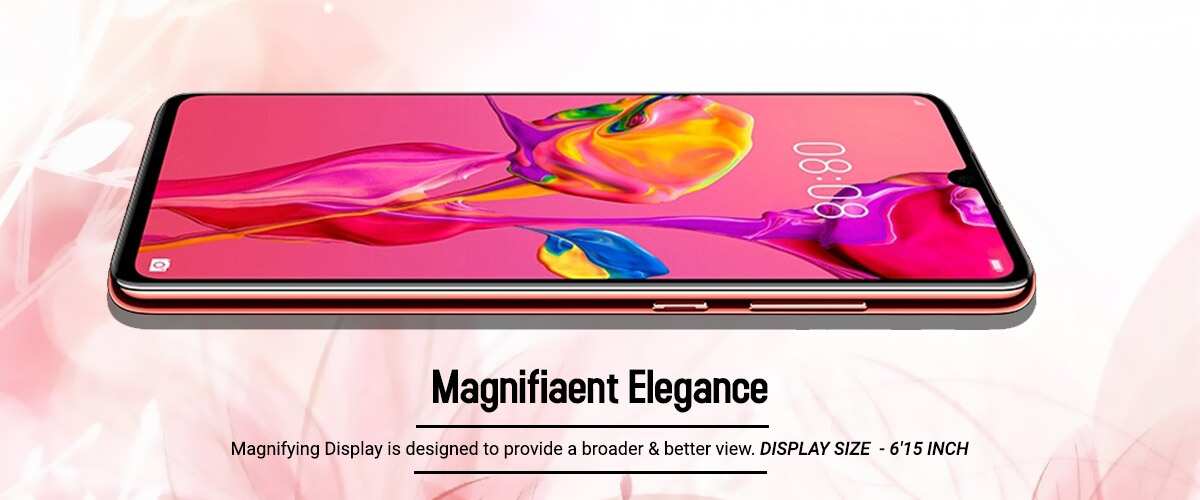 08:08
Magnifiaent Elegance
Magnifying Display is designed to provide a broader & better view. DISPLAY SIZE - 6'15 INCH